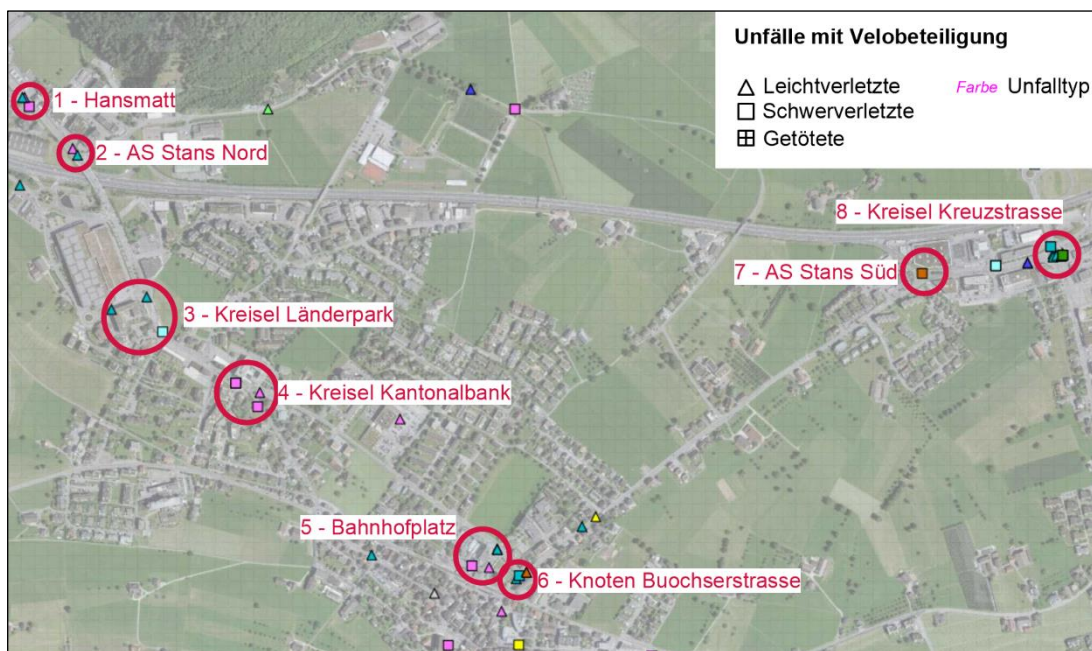 Unfälle mit Velobeteiligung
Leichtverletzte
Farbe Unfalltyp
Schwerverletzte
Getötete
1 - Hansmatt
2 - AS Stans Nord
8 - Kreisel Kreuzstrasse
7 - AS Stans Süd
3 - Kreisel Länderpark
4 - Kreisel Kantonalbank
5 - Bahnhofplatz
6 - Knoten Buochserstrasse